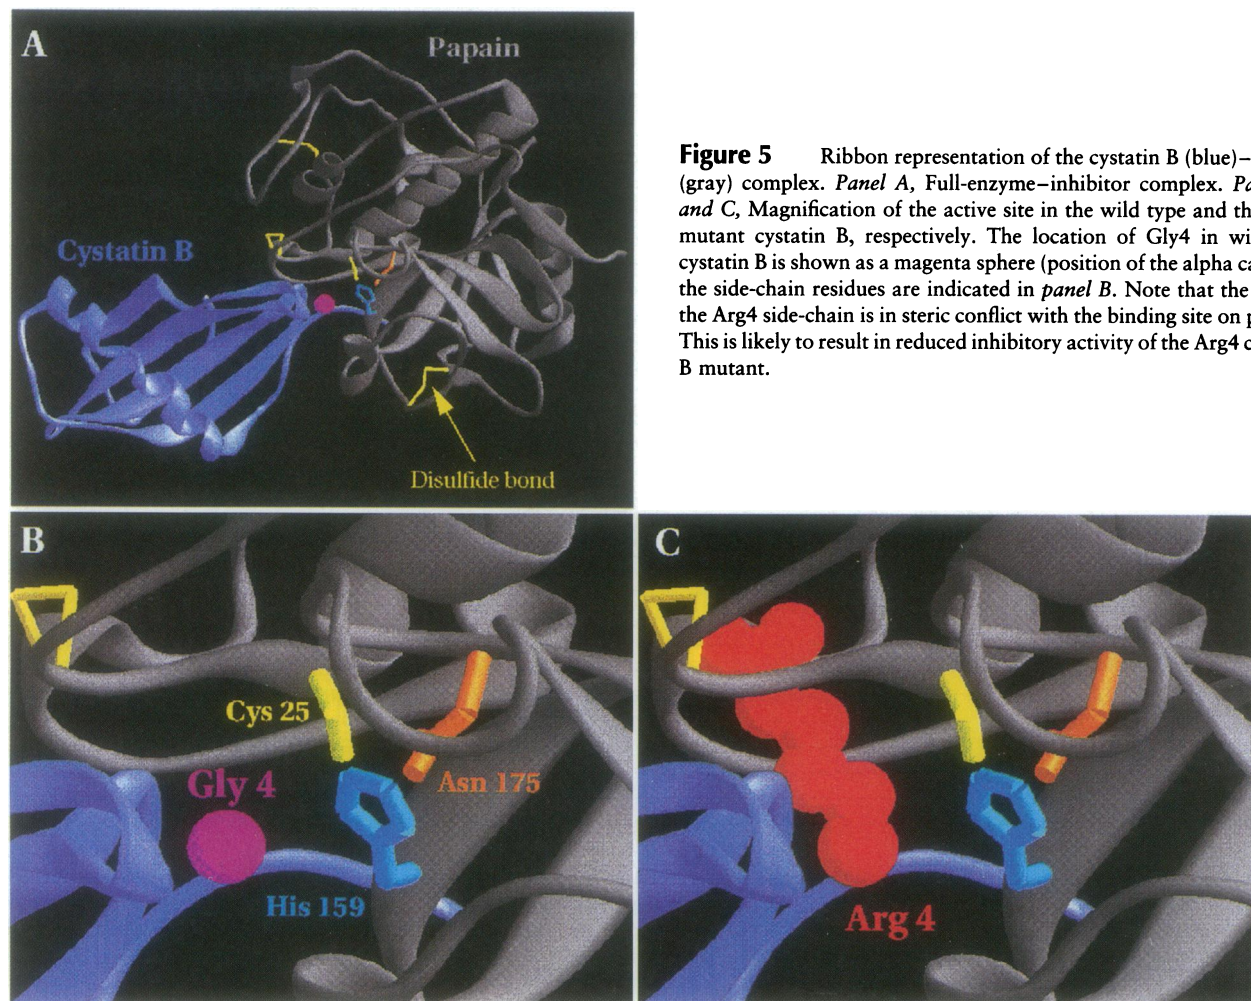 A
Papain
Cystatin B
Disulfide bond
Figure 5 Ribbon representation of the cystatin B (blue)–
(gray) complex. Panel A, Full-enzyme–inhibitor complex. Pa
and C, Magnification of the active site in the wild type and th
mutant cystatin B, respectively. The location of Gly4 in wi
cystatin B is shown as a magenta sphere (position of the alpha ca
the side-chain residues are indicated in panel B. Note that the
the Arg4 side-chain is in steric conflict with the binding site on p
This is likely to result in reduced inhibitory activity of the Arg4 c
B mutant.
B
Cys 25
Gly 4
Asn 175
His 159
C
Arg 4